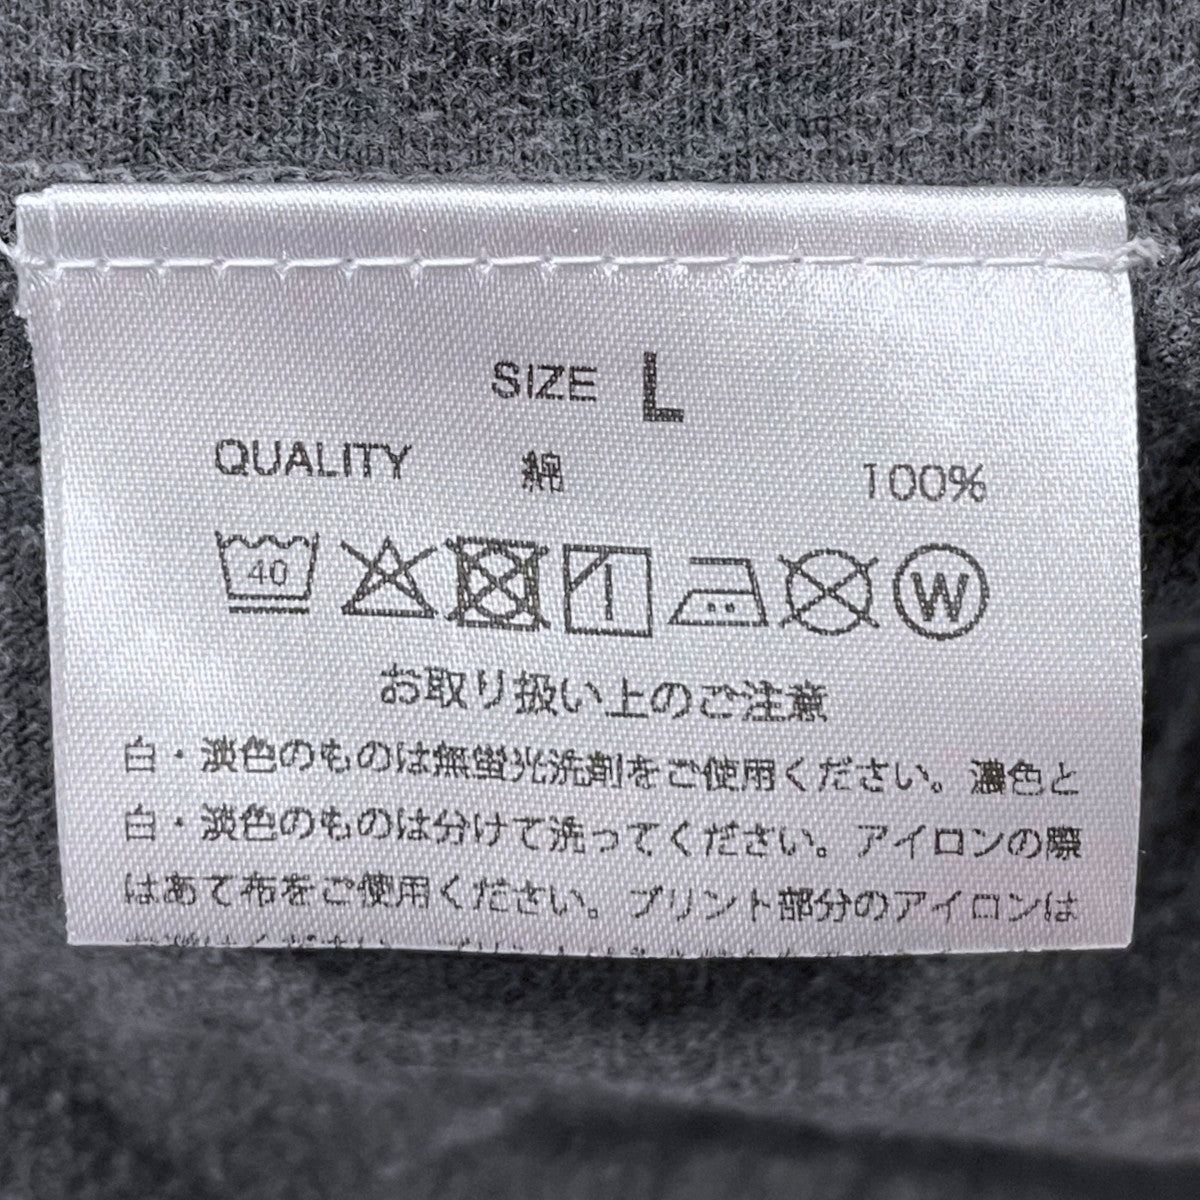 SIZE L
QUALITY 綿 100%
40 W
お取り扱い上のご注意
白・淡色のものは無蛍光洗剤をご使用ください。濃色と
白・淡色のものは分けて洗ってください。アイロンの際
はあて布をご使用ください。プリント部分のアイロンは